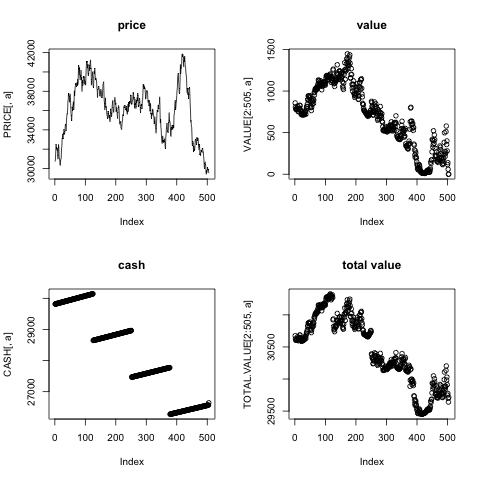 price
PRICE[, a]
30000 34000 38000 42000
0 100 200 300 400 500
Index
value
VALUE[2:505, a]
0 500 1000 1500
0 100 200 300 400 500
Index
cash
CASH[, a]
27000 29000
0 100 200 300 400 500
Index
total value
TOTAL.VALUE[2:505, a]
29500 30500
0 100 200 300 400 500
Index